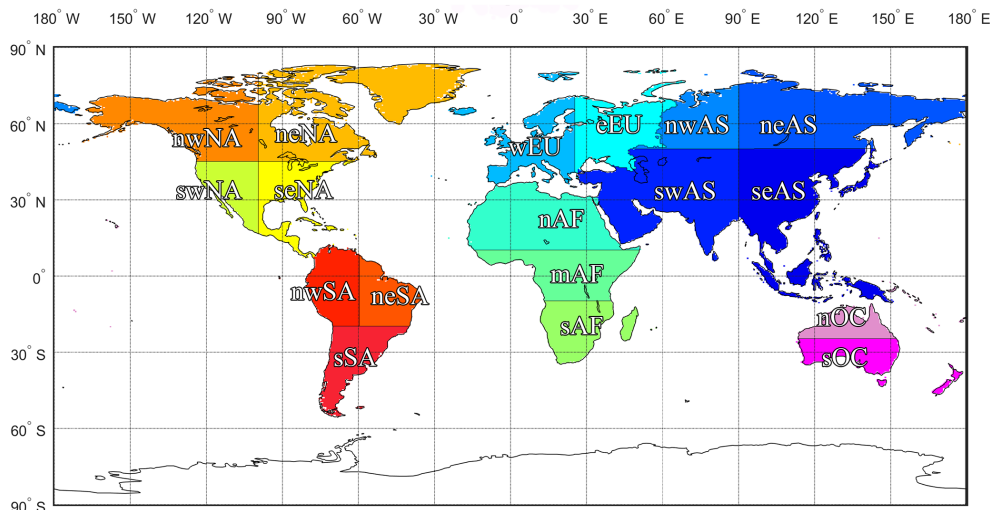 150° W 120° W 90° W 60° W 30° W 0° 30° E 60° E 90° E 120° E 150° E 180° E
90° N
60° N
30° N
0°
30° S
60° S
90° S
nwNA neNA wEU eEU nwAS neAS
swNA seNA swAS seAS
nAF
mAF
nwSA neSA
sAF nOC
sSA sOC